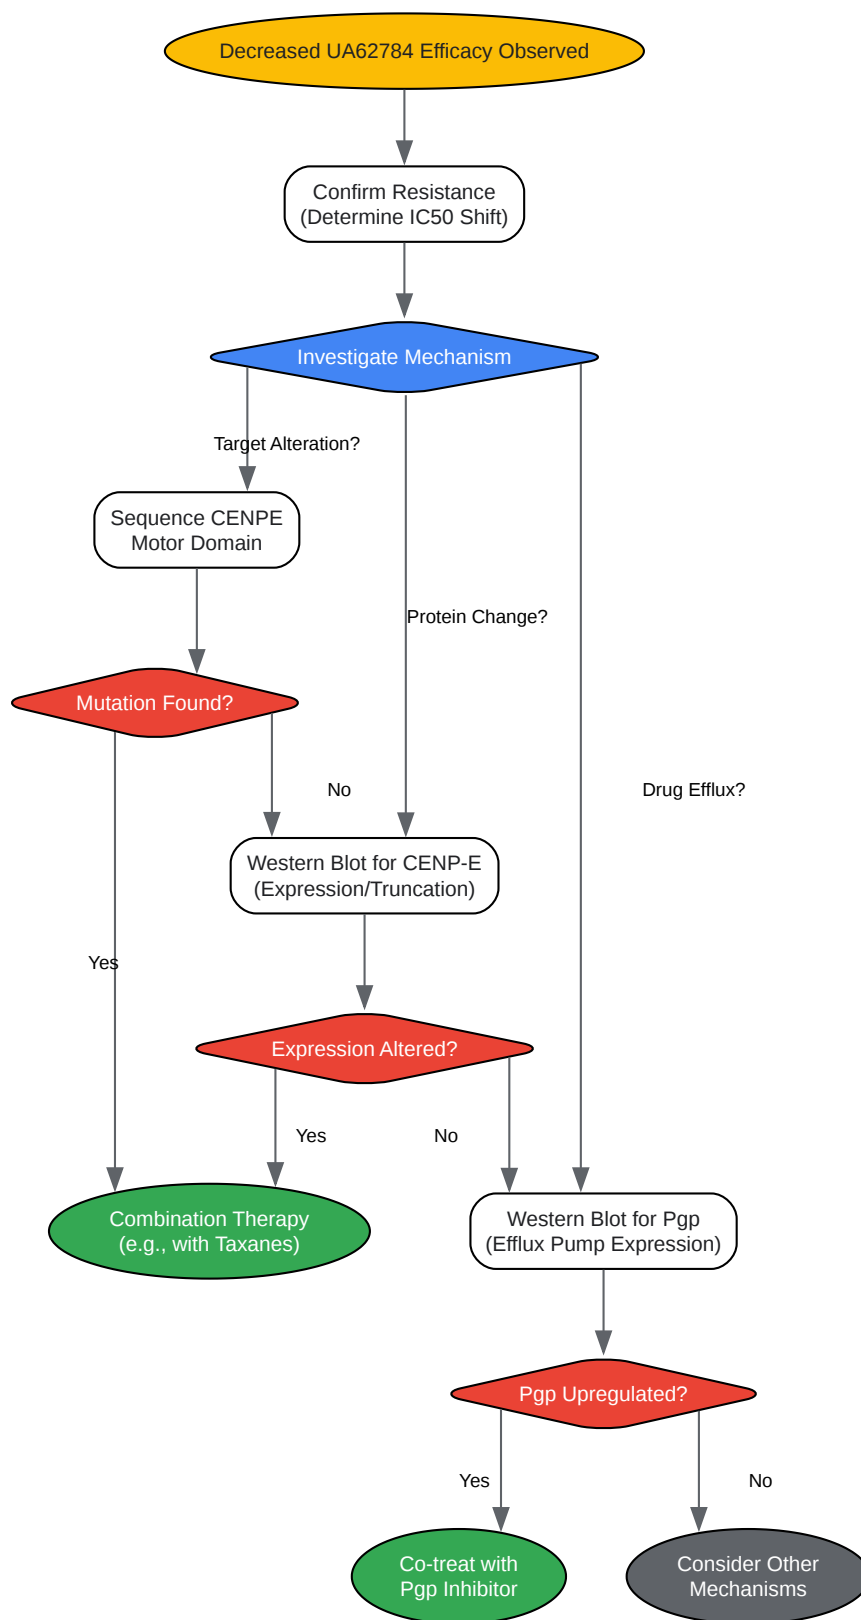 Decreased UA62784 Efficacy Observed
Confirm Resistance
(Determine IC50 Shift)
Investigate Mechanism
Target Alteration?
Sequence CENPE
Motor Domain
Protein Change?
Mutation Found?
No
Drug Efflux?
Western Blot for CENP-E
(Expression/Truncation)
Yes
Expression Altered?
Yes
No
Combination Therapy
(e.g., with Taxanes)
Western Blot for Pgp
(Efflux Pump Expression)
Pgp Upregulated?
Yes
No
Co-treat with
Pgp Inhibitor
Consider Other
Mechanisms